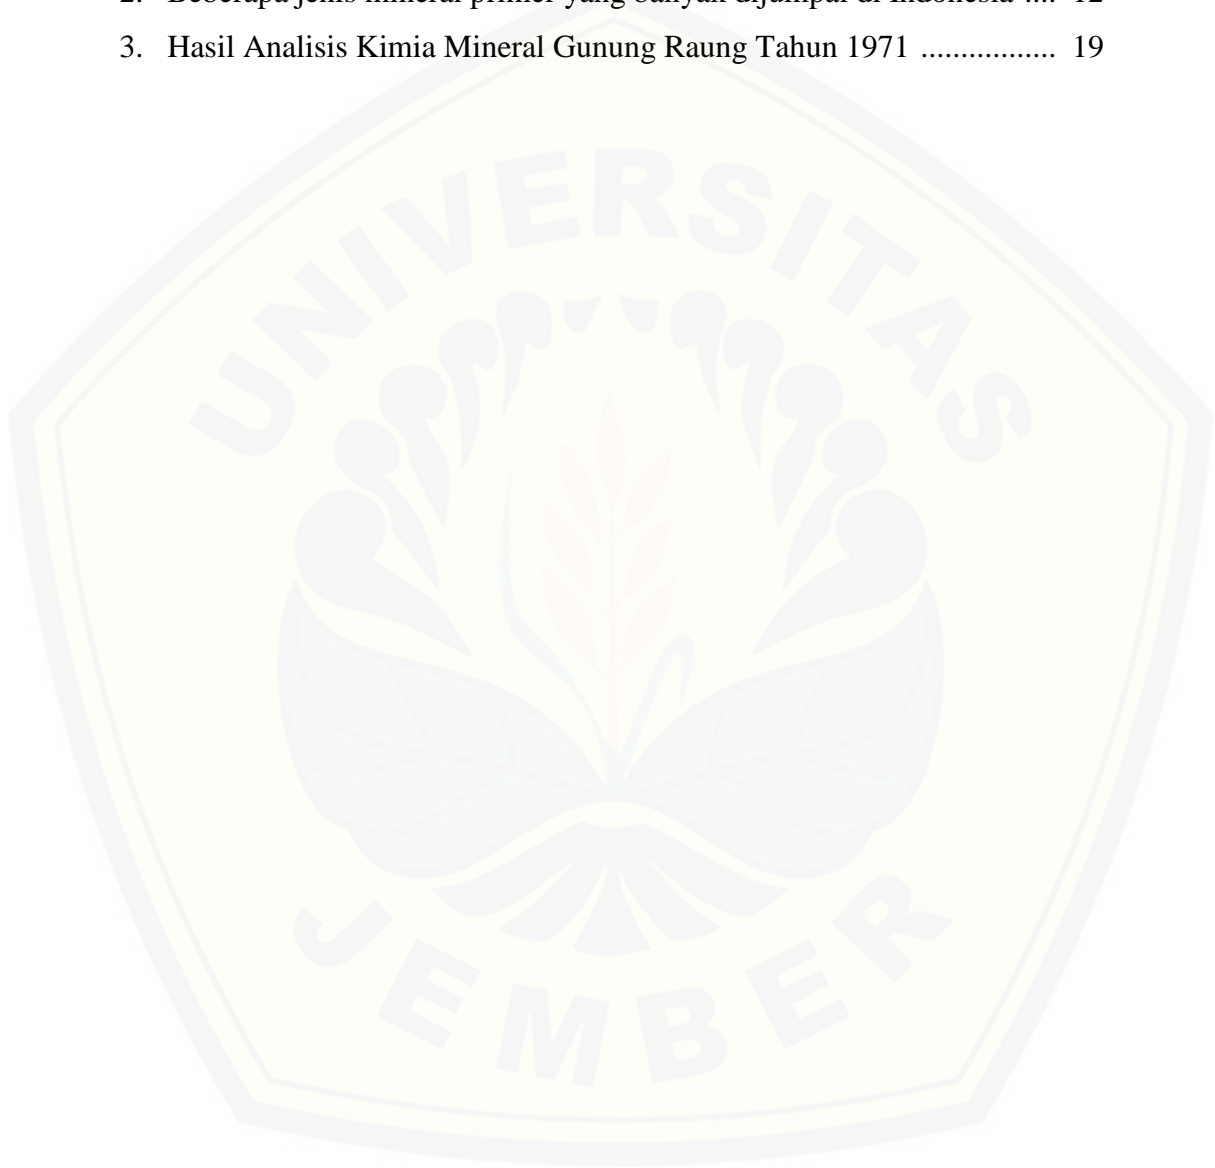 2. Beberapa jenis mineral primer yang banyak dijumpai di Indonesia .... 12
3. Hasil Analisis Kimia Mineral Gunung Raung Tahun 1971 ................. 19
UNIVERSITAS
JEMBER